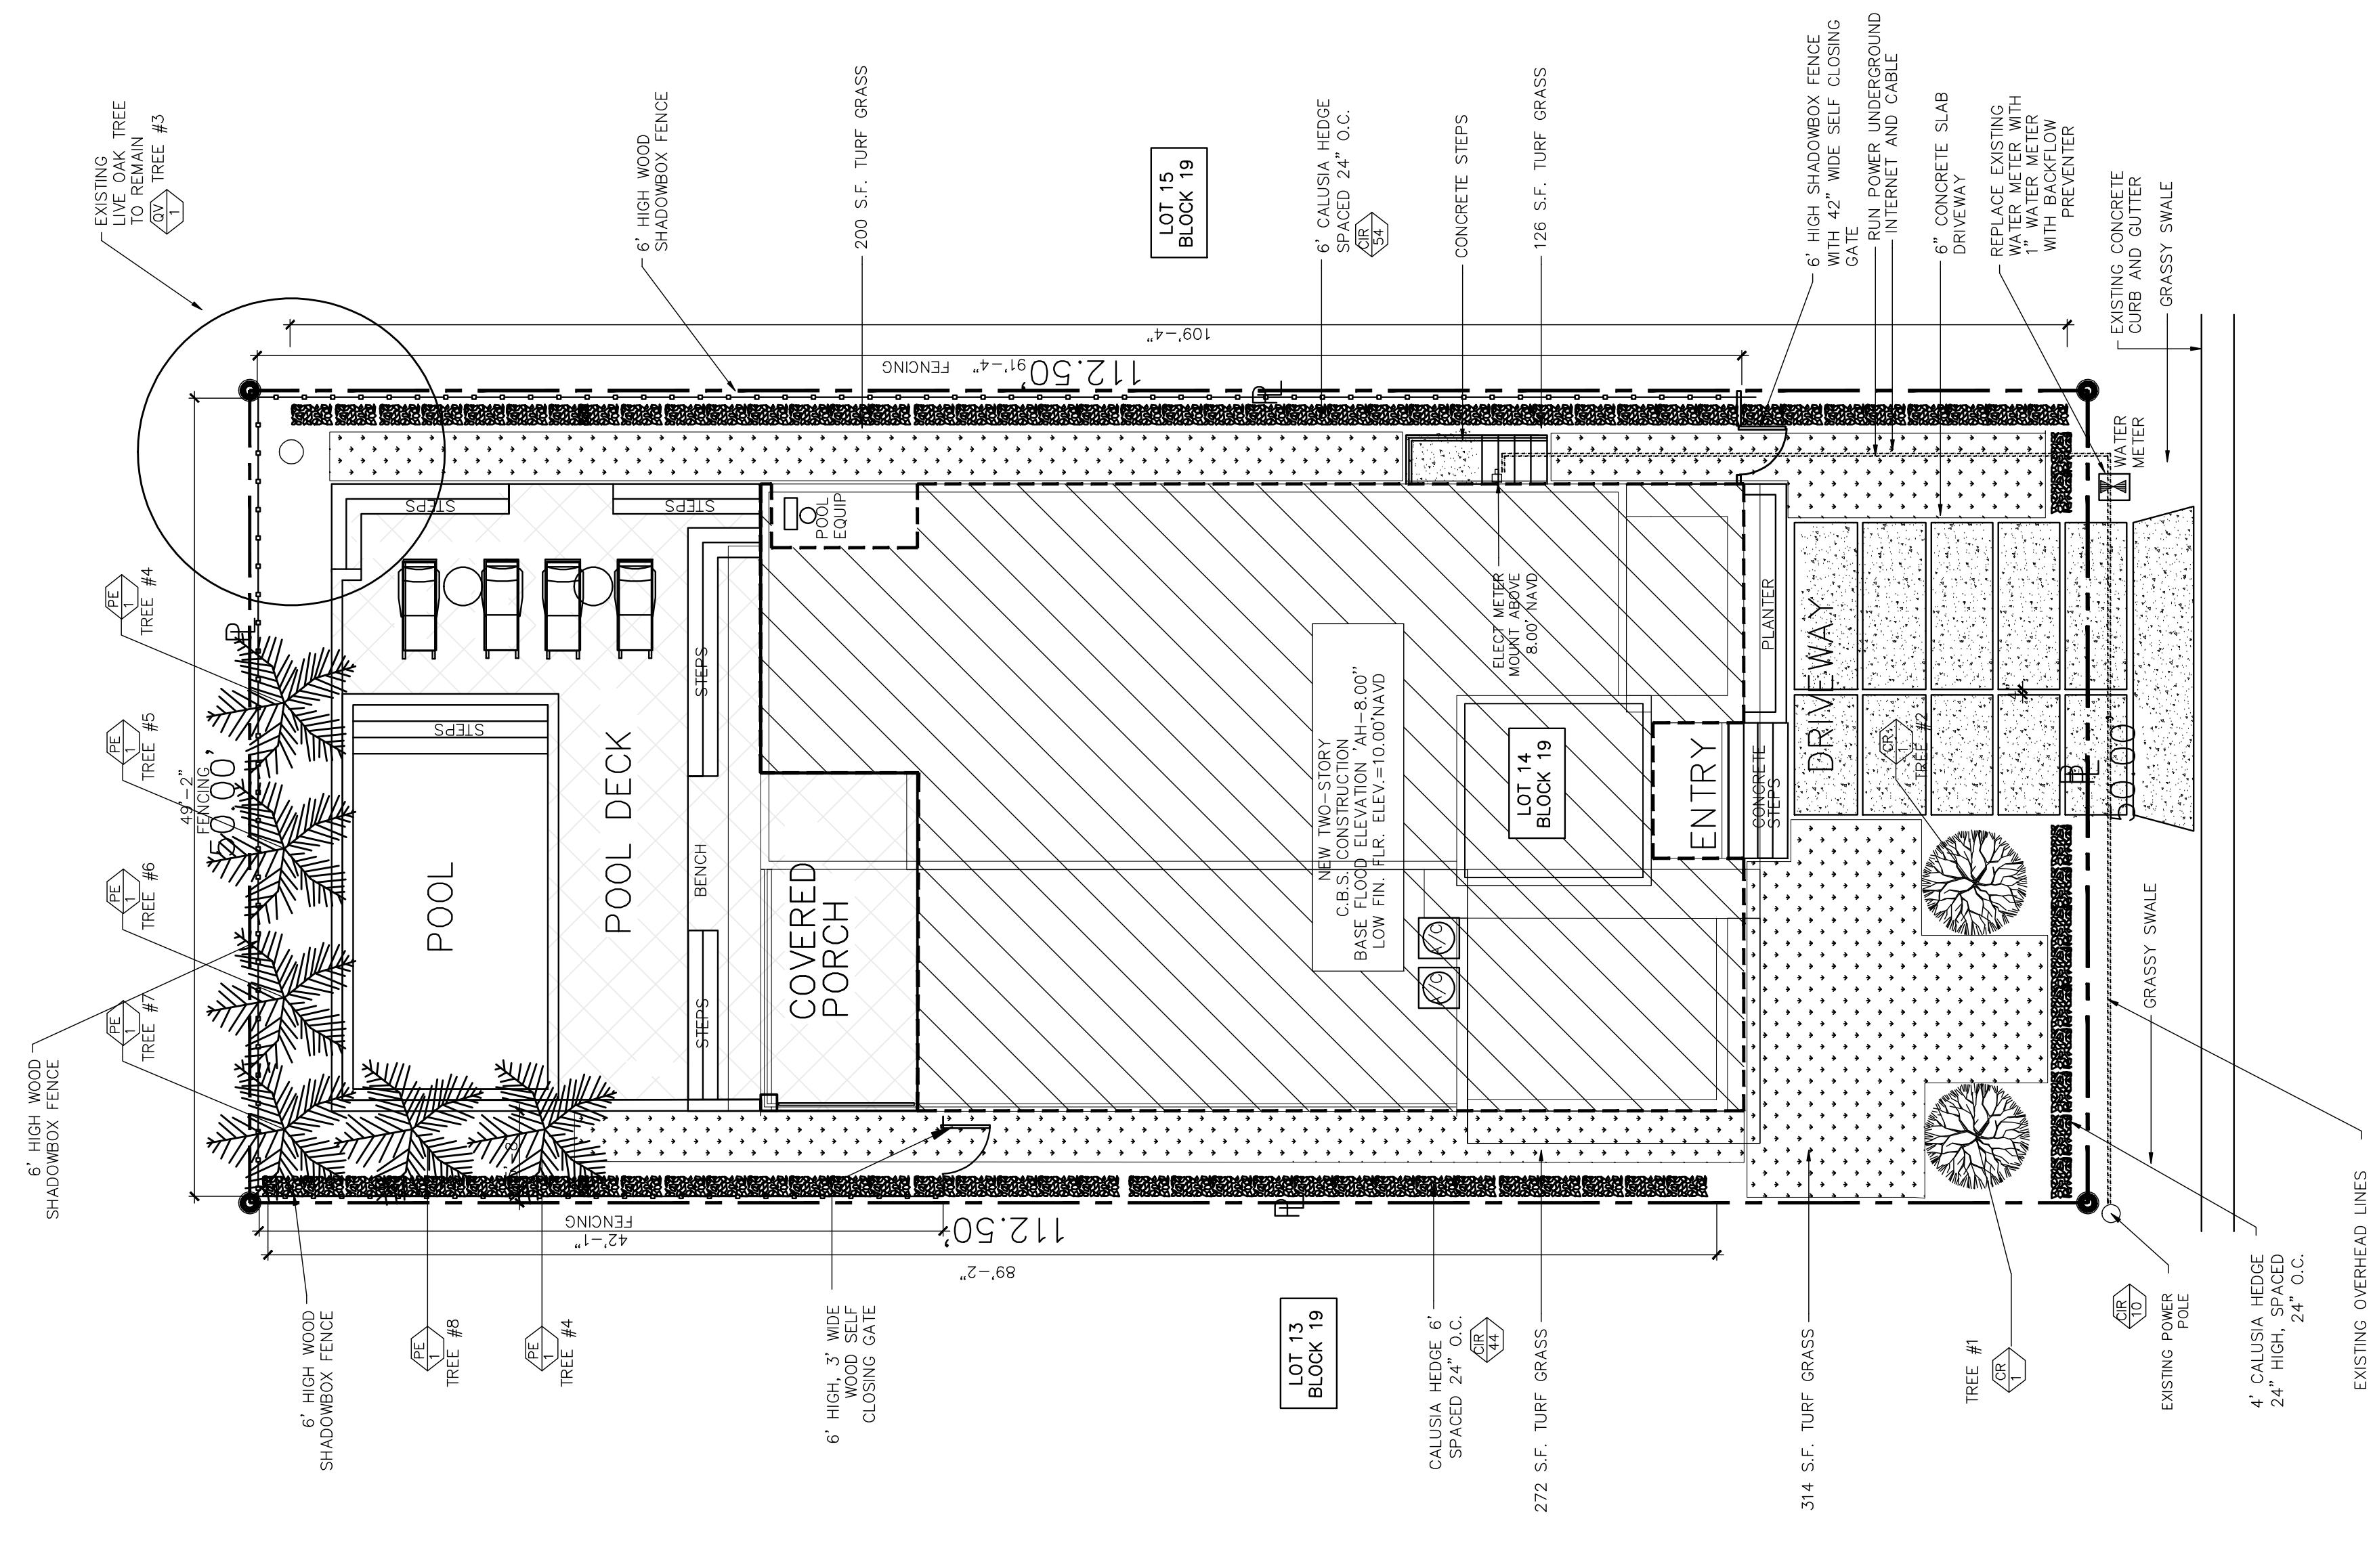 EXISTING
LIVE OAK TREE
TO REMAIN
QV
1
TREE #3
6' HIGH WOOD
SHADOWBOX FENCE
200 S.F. TURF GRASS
LOT 15
BLOCK 19
6' CALUSIA HEDGE
SPACED 24" O.C.
CIR
54
CONCRETE STEPS
126 S.F. TURF GRASS
6' HIGH SHADOWBOX FENCE
WITH 42" WIDE SELF CLOSING
GATE
RUN POWER UNDERGROUND
INTERNET AND CABLE
6" CONCRETE SLAB
DRIVEWAY
REPLACE EXISTING
WATER METER WITH
1" WATER METER
WITH BACKFLOW
PREVENTER
EXISTING CONCRETE
CURB AND GUTTER
GRASSY SWALE
109'-4"
91'-4"
FENCING
112.50'
PL
WATER
METER
PE
1
TREE #4
PE
1
TREE #5
PE
1
TREE #6
PE
1
TREE #7
49'-2"
FENCING
50.00'
PL
STEPS
STEPS
STEPS
POOL
POOL DECK
STEPS
BENCH
STEPS
POOL
EQUIP
COVERED
PORCH
NEW TWO-STORY
C.B.S. CONSTRUCTION
BASE FLOOD ELEVATION 'AH-8.00"
LOW FIN. FLR. ELEV.=10.00'NAVD
ELECT METER
MOUNT ABOVE
8.00' NAVD
LOT 14
BLOCK 19
A/C
A/C
ENTRY
PLANTER
CONCRETE
STEPS
DRIVEWAY
CR
1
TREE #2
4"
PL
50.00'
GRASSY SWALE
6' HIGH WOOD
SHADOWBOX FENCE
6' HIGH WOOD
SHADOWBOX FENCE
PE
1
TREE #8
PE
1
TREE #4
FENCING
42'-1"
112.50'
89'-2"
PL
6' HIGH, 3' WIDE
WOOD SELF
CLOSING GATE
LOT 13
BLOCK 19
CALUSIA HEDGE 6'
SPACED 24" O.C.
CIR
44
272 S.F. TURF GRASS
314 S.F. TURF GRASS
TREE #1
CR
1
CIR
10
EXISTING POWER
POLE
4' CALUSIA HEDGE
24" HIGH, SPACED
24" O.C.
EXISTING OVERHEAD LINES